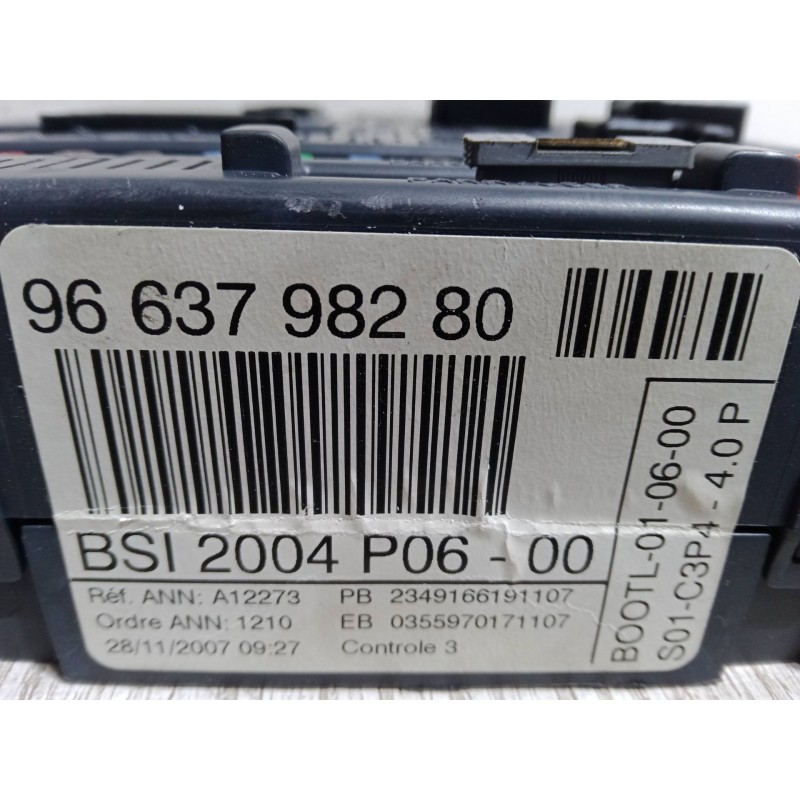 96 637 982 80
BSI 2004 P06 - 00
Réf. ANN: A12273 PB 2349166191107
Ordre ANN: 1210 EB 0355970171107
28/11/2007 09:27 Controle 3
BOOTL-01-06-00
S01-C3P4 - 4.0 P